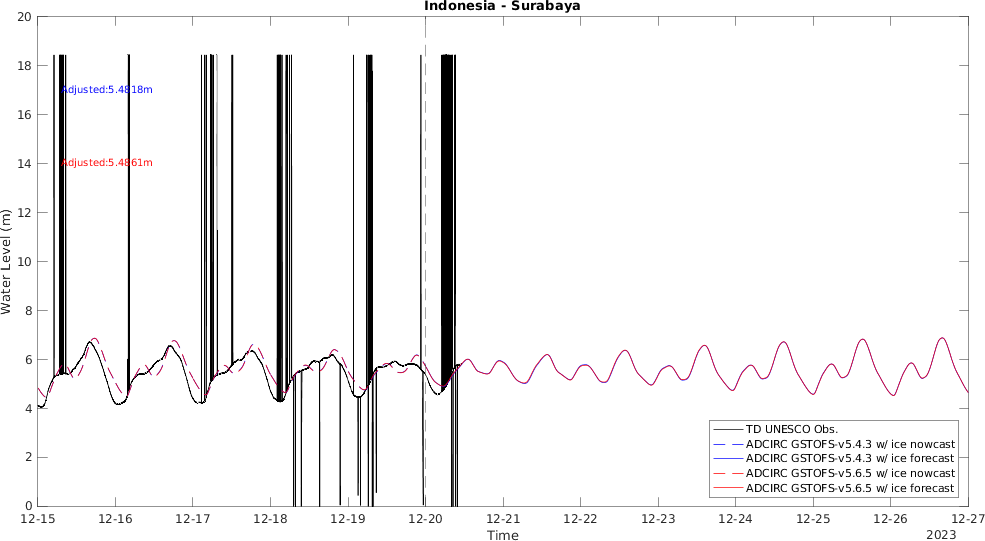 Indonesia - Surabaya
20
18
16
14
12
10
8
6
4
2
0
Water Level (m)
Adjusted:5.4818m
Adjusted:5.4861m
TD UNESCO Obs.
ADCIRC GSTOFS-v5.4.3 w/ ice nowcast
ADCIRC GSTOFS-v5.4.3 w/ ice forecast
ADCIRC GSTOFS-v5.6.5 w/ ice nowcast
ADCIRC GSTOFS-v5.6.5 w/ ice forecast
12-15 12-16 12-17 12-18 12-19 12-20 12-21 12-22 12-23 12-24 12-25 12-26 12-27
Time
2023